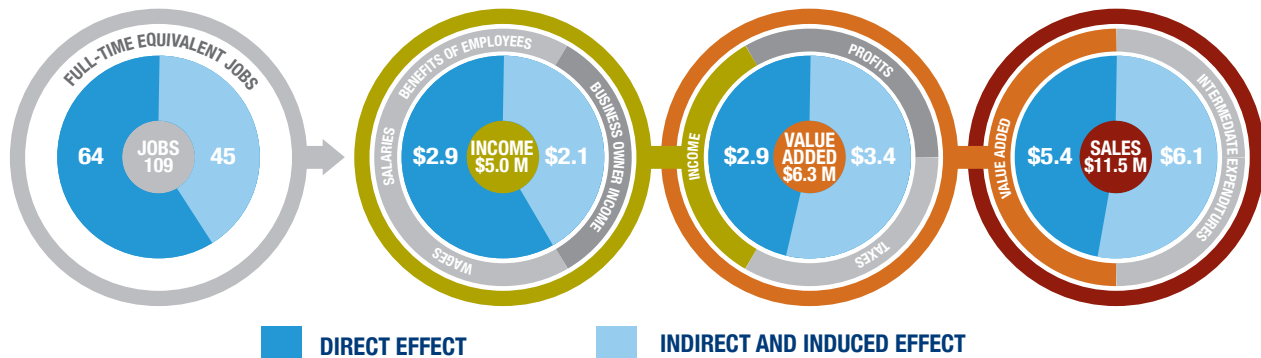 FULL-TIME EQUIVALENT JOBS
64
JOBS
109
45
SALARIES
BENEFITS OF EMPLOYEES
BUSINESS OWNER INCOME
WAGES
$2.9
INCOME
$5.0 M
$2.1
INCOME
PROFITS
TAXES
$2.9
VALUE
ADDED
$6.3 M
$3.4
VALUE ADDED
INTERMEDIATE EXPENDITURES
$5.4
SALES
$11.5 M
$6.1
DIRECT EFFECT
INDIRECT AND INDUCED EFFECT